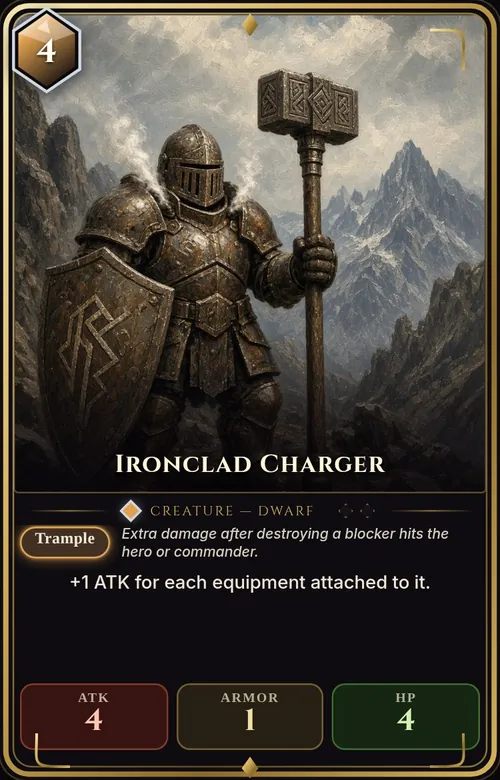 4
Ironclad Charger
CREATURE — DWARF
Trample
Extra damage after destroying a blocker hits the
hero or commander.
+1 ATK for each equipment attached to it.
ATK
4
ARMOR
1
HP
4